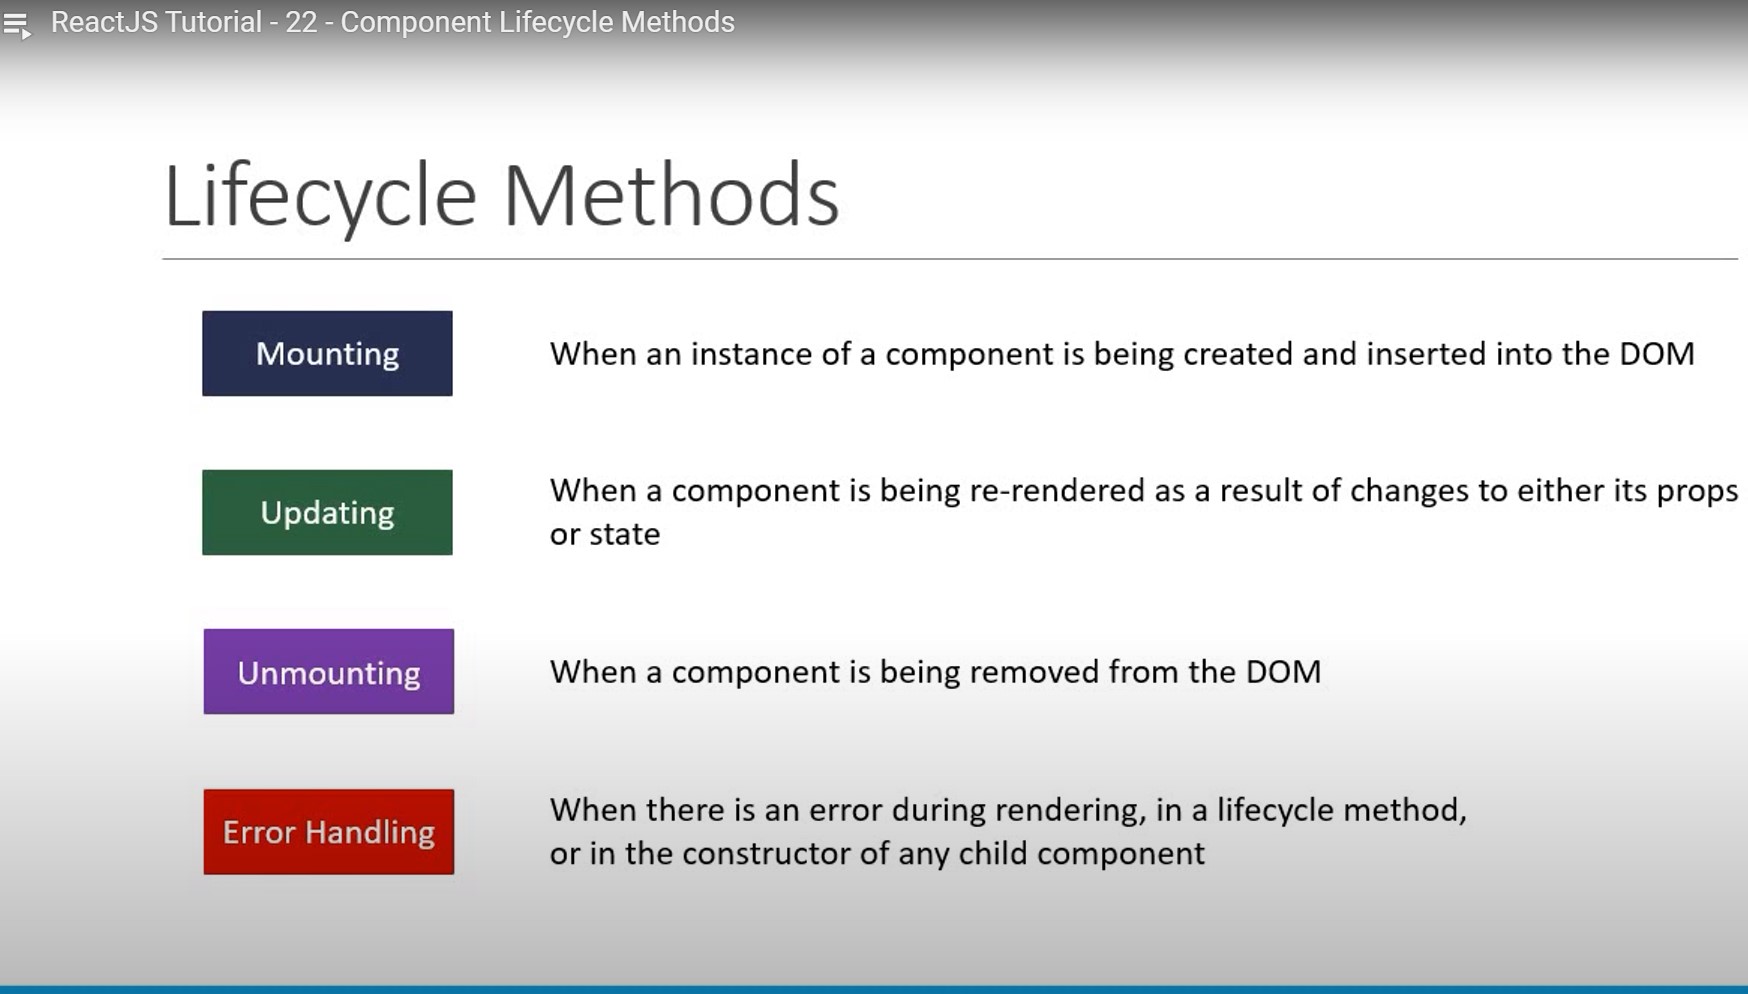 ReactJS Tutorial - 22 - Component Lifecycle Methods
Lifecycle Methods
Mounting
When an instance of a component is being created and inserted into the DOM
Updating
When a component is being re-rendered as a result of changes to either its props
or state
Unmounting
When a component is being removed from the DOM
Error Handling
When there is an error during rendering, in a lifecycle method,
or in the constructor of any child component